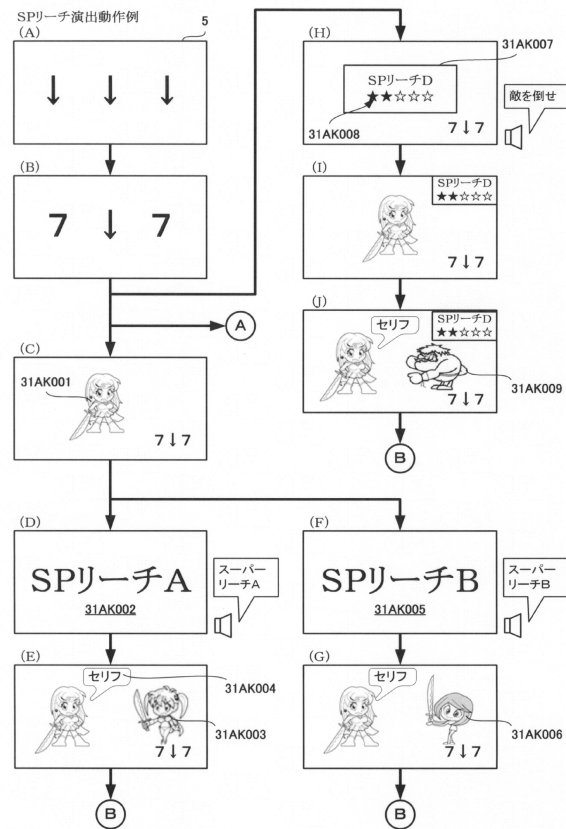 SPリーチ演出動作例
(A)
5
↓ ↓ ↓
(B)
7 ↓ 7
A
(C)
31AK001
7↓7
(D)
SPリーチA
31AK002
スーパー
リーチA
(E)
セリフ
31AK004
31AK003
7↓7
B
(F)
SPリーチB
31AK005
スーパー
リーチB
(G)
セリフ
31AK006
7↓7
B
(H)
31AK007
SPリーチD
★★☆☆☆
31AK008
7↓7
敵を倒せ
(I)
SPリーチD
★★☆☆☆
7↓7
(J)
セリフ
SPリーチD
★★☆☆☆
31AK009
7↓7
B